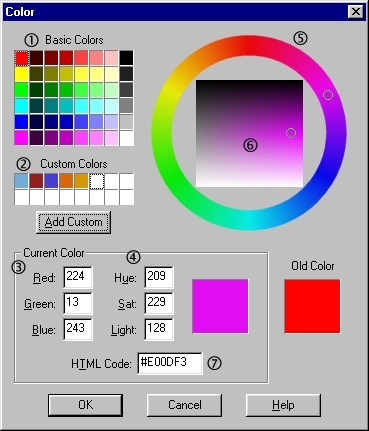 Color
① Basic Colors
⑤
② Custom Colors
⑥
Add Custom
Current Color
③ Red: 224
④ Hue: 209
Green: 13
Sat: 229
Blue: 243
Light: 128
HTML Code: #E00DF3 ⑦
Old Color
OK
Cancel
Help